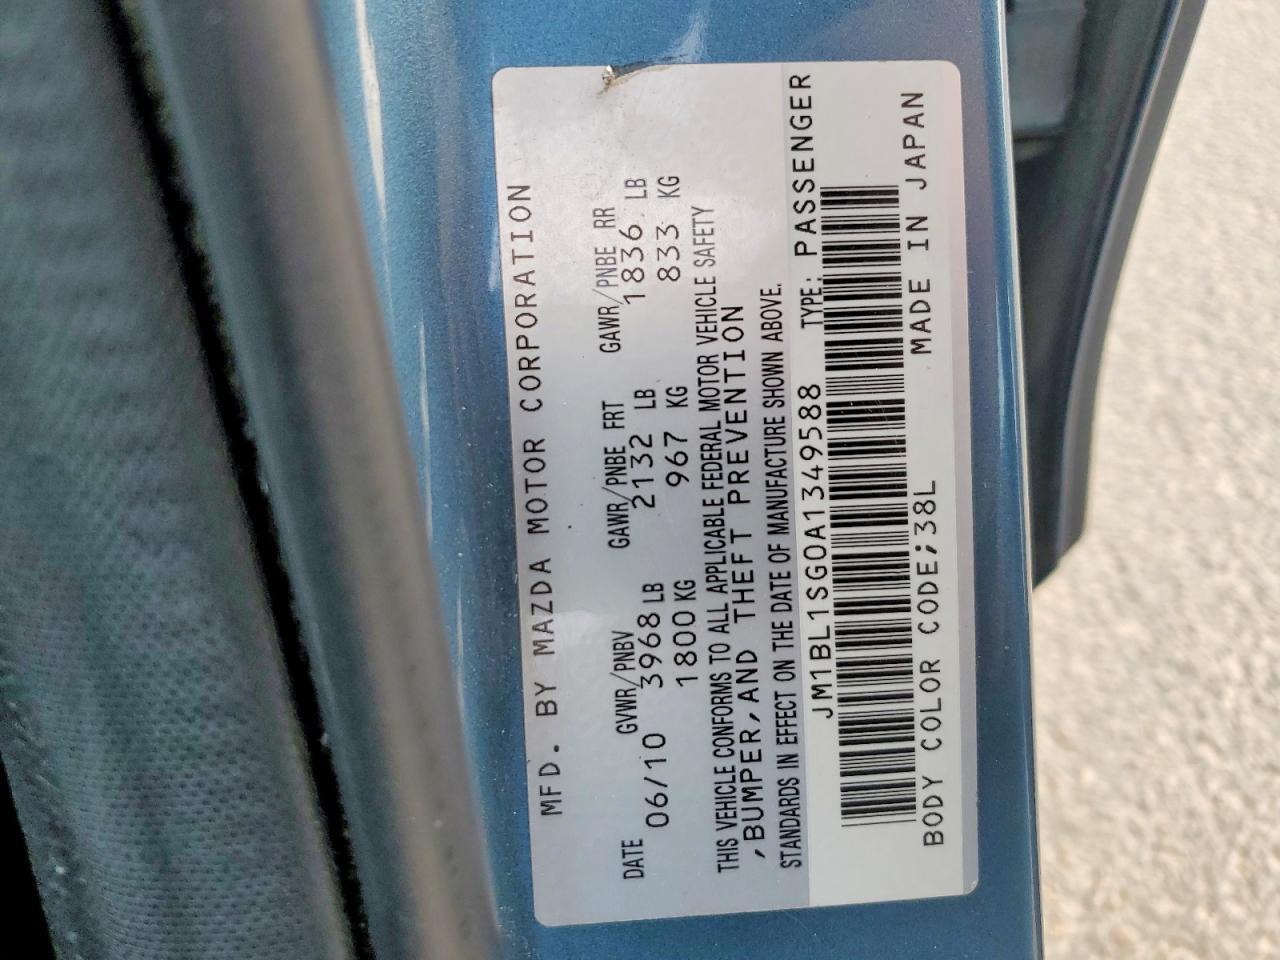 MFD. BY MAZDA MOTOR CORPORATION
DATE GVWR/PNBV GAWR/PNBE FRT GAWR/PNBE RR
06/10 3968 LB 2132 LB 1836 LB
1800 KG 967 KG 833 KG
THIS VEHICLE CONFORMS TO ALL APPLICABLE FEDERAL MOTOR VEHICLE SAFETY
,BUMPER,AND THEFT PREVENTION
STANDARDS IN EFFECT ON THE DATE OF MANUFACTURE SHOWN ABOVE.
JM1BL1SG0A1349588 TYPE: PASSENGER
BODY COLOR CODE;38L MADE IN JAPAN